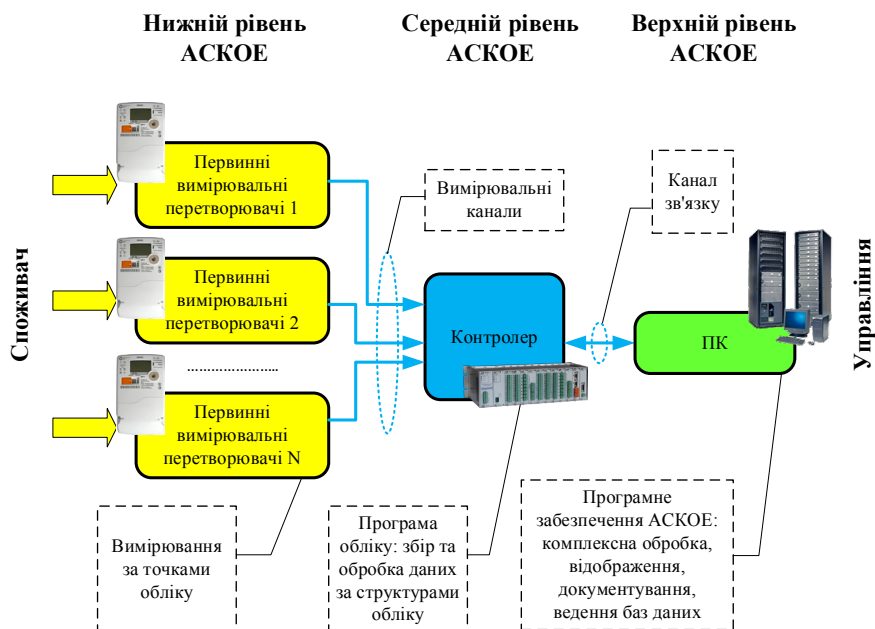 Нижній рівень
АСКОЕ
Середній рівень
АСКОЕ
Верхній рівень
АСКОЕ
Споживач
Первинні
вимірювальні
перетворювачі 1
Первинні
вимірювальні
перетворювачі 2
.......................
Первинні
вимірювальні
перетворювачі N
Вимірювальні
канали
Контролер
Канал
зв'язку
ПК
Управління
Вимірювання
за точками
обліку
Програма
обліку: збір та
обробка даних
за структурами
обліку
Програмне
забезпечення АСКОЕ:
комплексна обробка,
відображення,
документування,
ведення баз даних